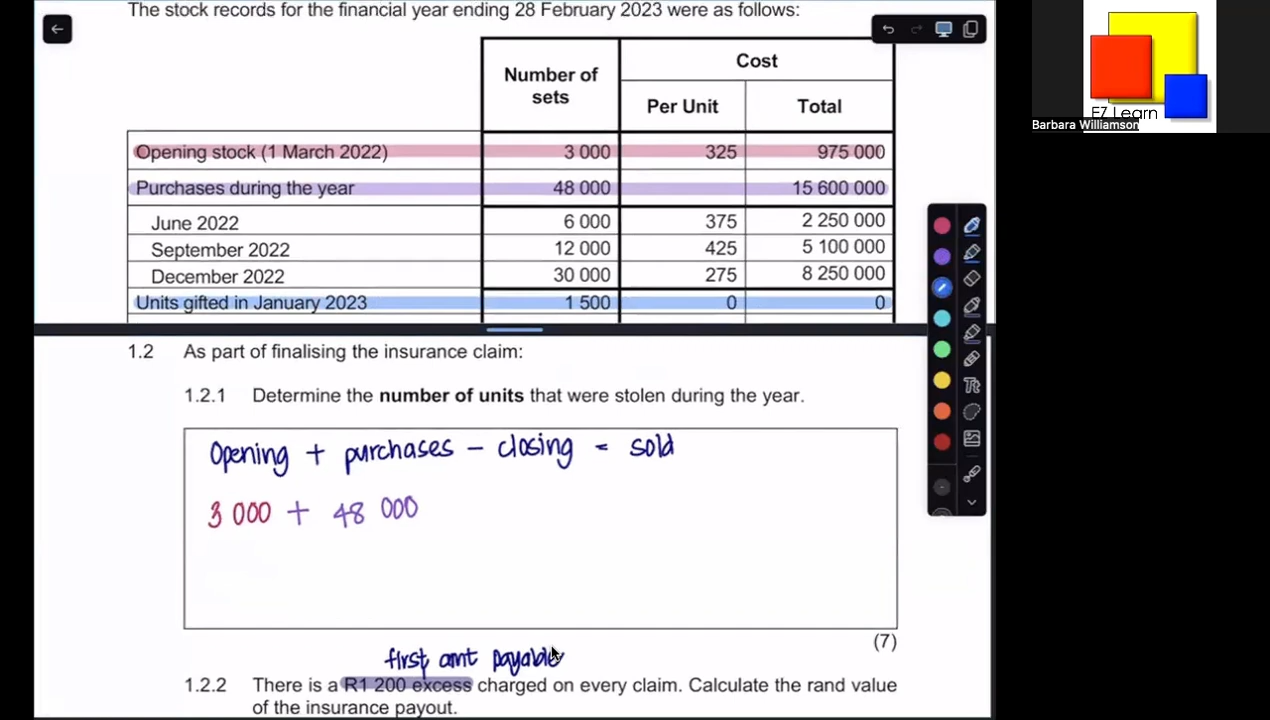 The stock records for the financial year ending 28 February 2023 were as follows:
Number of sets
Cost
Per Unit
Total
Opening stock (1 March 2022) 3 000 325 975 000
Purchases during the year 48 000 15 600 000
June 2022 6 000 375 2 250 000
September 2022 12 000 425 5 100 000
December 2022 30 000 275 8 250 000
Units gifted in January 2023 1 500 0 0
1.2 As part of finalising the insurance claim:
1.2.1 Determine the number of units that were stolen during the year.
Opening + purchases - closing = sold
3 000 + 48 000
(7)
first amt payable
1.2.2 There is a R1 200 excess charged on every claim. Calculate the rand value
of the insurance payout.
EZ Learn
Barbara Williamson
Tt